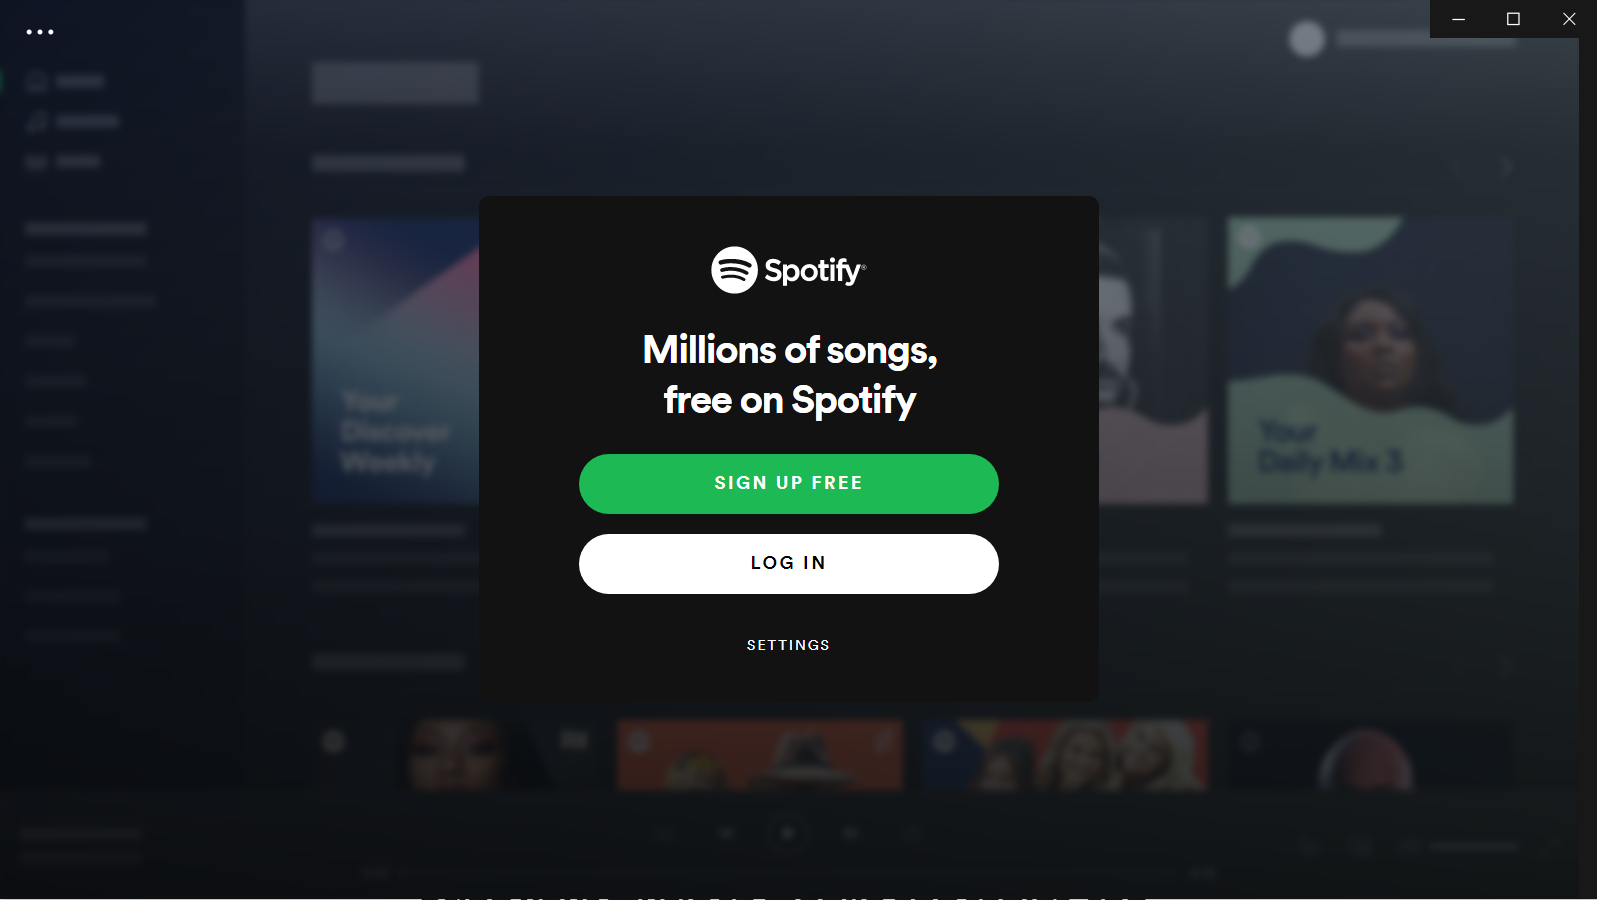 Spotify®
Millions of songs,
free on Spotify
SIGN UP FREE
LOG IN
SETTINGS
Your
Discover
Weekly
Your
Daily Mix 3